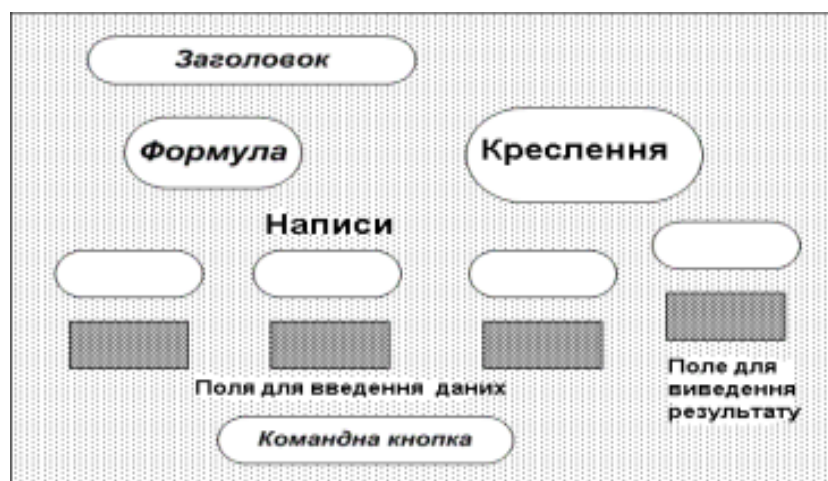 Заголовок
Формула
Креслення
Написи
Поля для введення даних
Поле для
виведення
результату
Командна кнопка